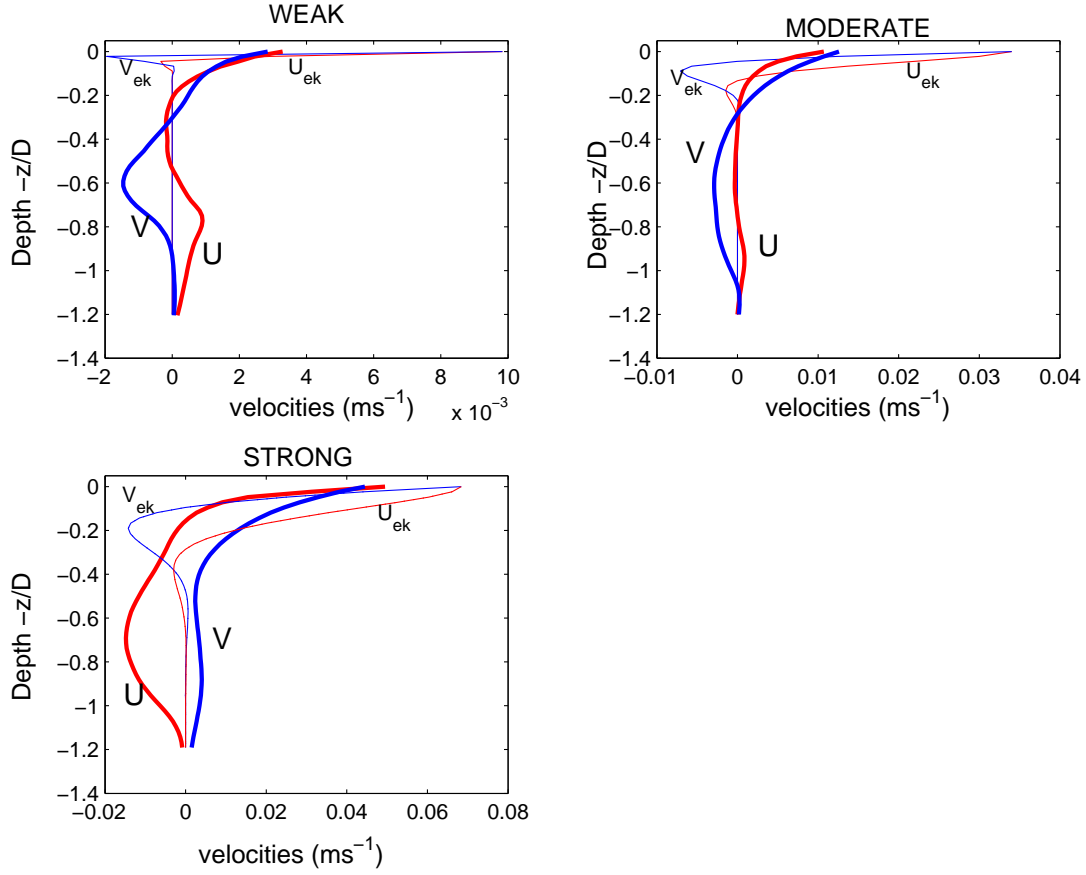 WEAK
0
−0.2
−0.4
−0.6
−0.8
−1
−1.2
−1.4
−2 0 2 4 6 8 10
x 10⁻³
velocities (ms⁻¹)
Depth −z/D
V_ek
U_ek
V
U
MODERATE
0
−0.2
−0.4
−0.6
−0.8
−1
−1.2
−1.4
−0.01 0 0.01 0.02 0.03 0.04
velocities (ms⁻¹)
Depth −z/D
V_ek
U_ek
V
U
STRONG
0
−0.2
−0.4
−0.6
−0.8
−1
−1.2
−1.4
−0.02 0 0.02 0.04 0.06 0.08
velocities (ms⁻¹)
Depth −z/D
V_ek
U_ek
V
U